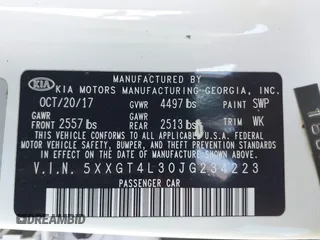 MANUFACTURED BY
KIA KIA MOTORS MANUFACTURING GEORGIA, INC.
OCT/20/17 GVWR 4497lbs PAINT SWP
GAWR GAWR
FRONT 2557lbs REAR 2513lbs TRIM WK
THIS VEHICLE CONFORMS TO ALL APPLICABLE
FEDERAL MOTOR VEHICLE SAFETY, BUMPER, AND
THEFT PREVENTION STANDARDS IN EFFECT ON
THE DATE OF MANUFACTURE SHOWN ABOVE.
V.I.N. 5XXGT4L30JG234223
PASSENGER CAR
DREAMBID